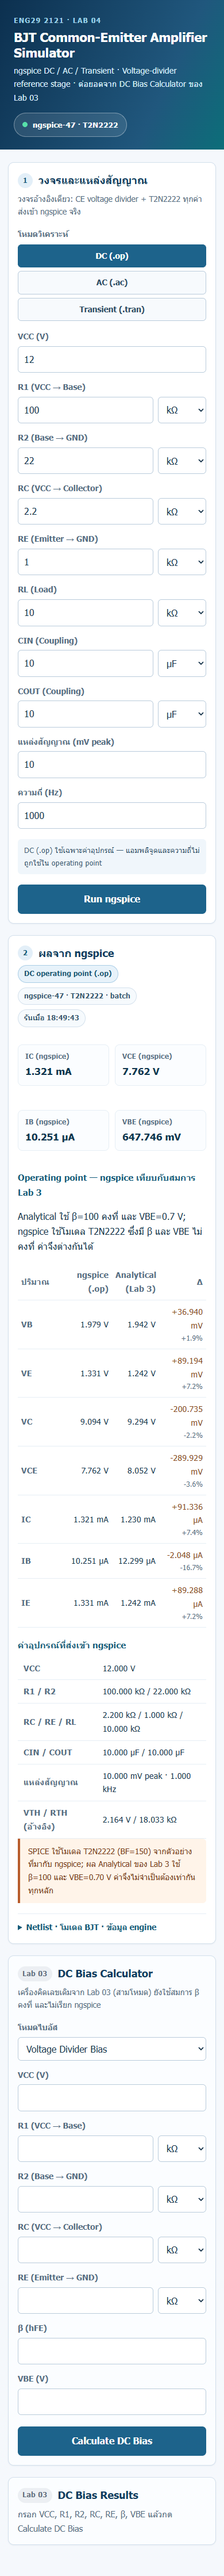 ENG29 2121 · LAB 04
BJT Common-Emitter Amplifier
Simulator
ngspice DC / AC / Transient · Voltage-divider
reference stage · ต่อยอดจาก DC Bias Calculator ของ
Lab 03
ngspice-47 · T2N2222
1 วงจรและแหล่งสัญญาณ
วงจรอ้างอิงเดียว: CE voltage divider + T2N2222 ทุกค่า
ส่งเข้า ngspice จริง
โหมดวิเคราะห์
DC (.op)
AC (.ac)
Transient (.tran)
VCC (V)
12
R1 (VCC → Base)
100 kΩ
R2 (Base → GND)
22 kΩ
RC (VCC → Collector)
2.2 kΩ
RE (Emitter → GND)
1 kΩ
RL (Load)
10 kΩ
CIN (Coupling)
10 µF
COUT (Coupling)
10 µF
แหล่งสัญญาณ (mV peak)
10
ความถี่ (Hz)
1000
DC (.op) ใช้เฉพาะค่าอุปกรณ์ — แอมพลิจูดและความถี่ไม่
ถูกใช้ใน operating point
Run ngspice
2 ผลจาก ngspice
DC operating point (.op)
ngspice-47 · T2N2222 · batch
รันเมื่อ 18:49:43
IC (ngspice) VCE (ngspice)
1.321 mA 7.762 V
IB (ngspice) VBE (ngspice)
10.251 µA 647.746 mV
Operating point — ngspice เทียบกับสมการ
Lab 3
Analytical ใช้ β=100 คงที่ และ VBE=0.7 V;
ngspice ใช้โมเดล T2N2222 ซึ่งมี β และ VBE ไม่
คงที่ ค่าจึงต่างกันได้
ปริมาณ ngspice (.op) Analytical (Lab 3) Δ
VB 1.979 V 1.942 V +36.940 mV +1.9%
VE 1.331 V 1.242 V +89.194 mV +7.2%
VC 9.094 V 9.294 V -200.735 mV -2.2%
VCE 7.762 V 8.052 V -289.929 mV -3.6%
IC 1.321 mA 1.230 mA +91.336 µA +7.4%
IB 10.251 µA 12.299 µA -2.048 µA -16.7%
IE 1.331 mA 1.242 mA +89.288 µA +7.2%
ค่าอุปกรณ์ที่ส่งเข้า ngspice
VCC 12.000 V
R1 / R2 100.000 kΩ / 22.000 kΩ
RC / RE / RL 2.200 kΩ / 1.000 kΩ / 10.000 kΩ
CIN / COUT 10.000 µF / 10.000 µF
แหล่งสัญญาณ 10.000 mV peak · 1.000 kHz
VTH / RTH (อ้างอิง) 2.164 V / 18.033 kΩ
SPICE ใช้โมเดล T2N2222 (BF=150) จากตัวอย่าง
ที่มากับ ngspice; ผล Analytical ของ Lab 3 ใช้
β=100 และ VBE=0.70 V ค่าจึงไม่จำเป็นต้องเท่ากัน
ทุกหลัก
▶ Netlist · โมเดล BJT · ข้อมูล engine
Lab 03 DC Bias Calculator
เครื่องคิดเลขเดิมจาก Lab 03 (สามโหมด) ยังใช้สมการ β
คงที่ และไม่เรียก ngspice
โหมดไบอัส
Voltage Divider Bias
VCC (V)
R1 (VCC → Base)
kΩ
R2 (Base → GND)
kΩ
RC (VCC → Collector)
kΩ
RE (Emitter → GND)
kΩ
β (hFE)
VBE (V)
Calculate DC Bias
Lab 03 DC Bias Results
กรอก VCC, R1, R2, RC, RE, β, VBE แล้วกด
Calculate DC Bias